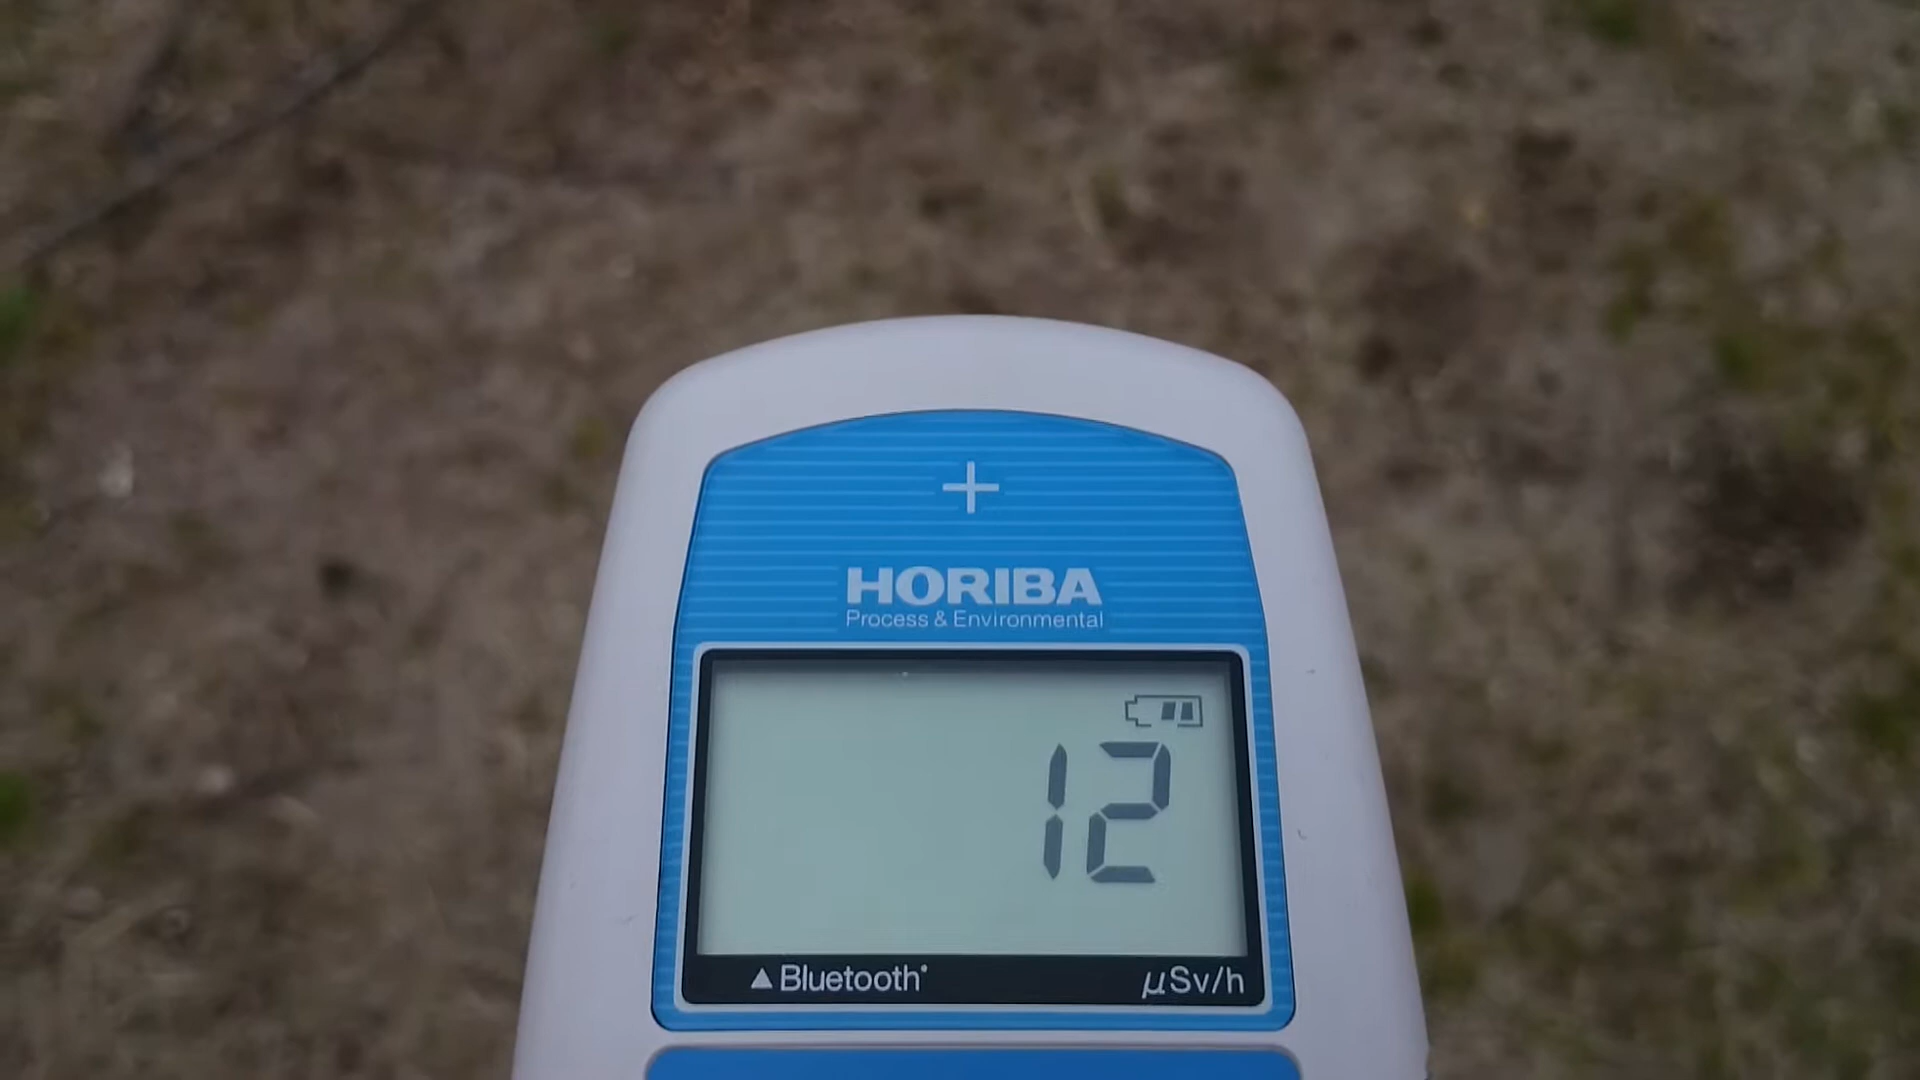 +
HORIBA
Process & Environmental
12
▲Bluetooth®
μSv/h